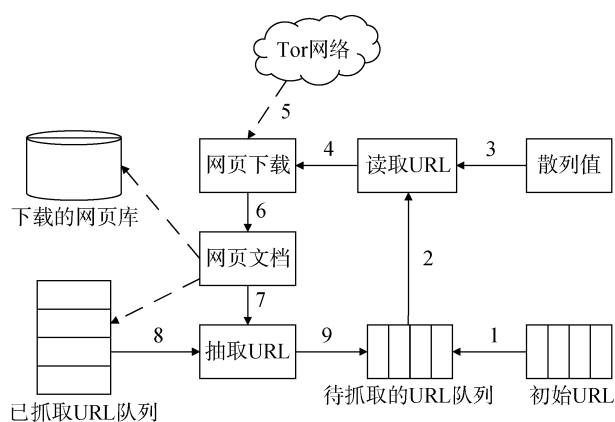 Tor网络
5
网页下载
4
读取URL
3
散列值
下载的网页库
6
网页文档
2
7
8
抽取URL
9
1
已抓取URL队列
待抓取的URL队列
初始URL